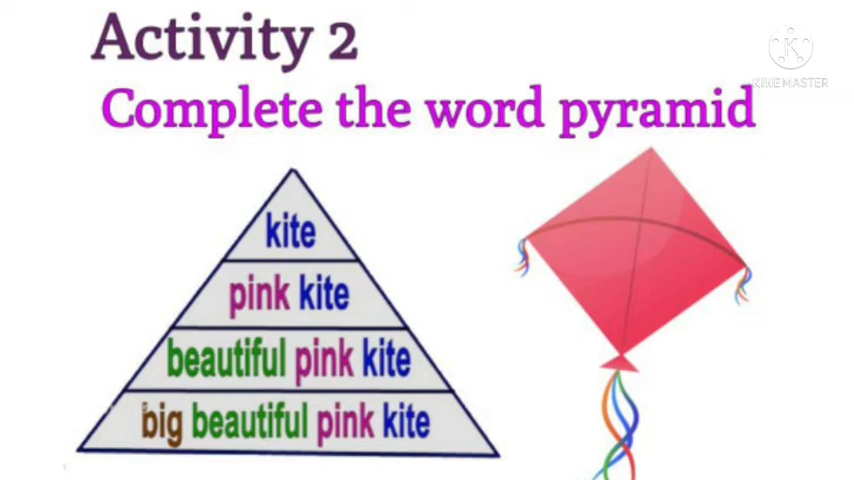 Activity 2
KINEMASTER
Complete the word pyramid
kite
pink kite
beautiful pink kite
big beautiful pink kite